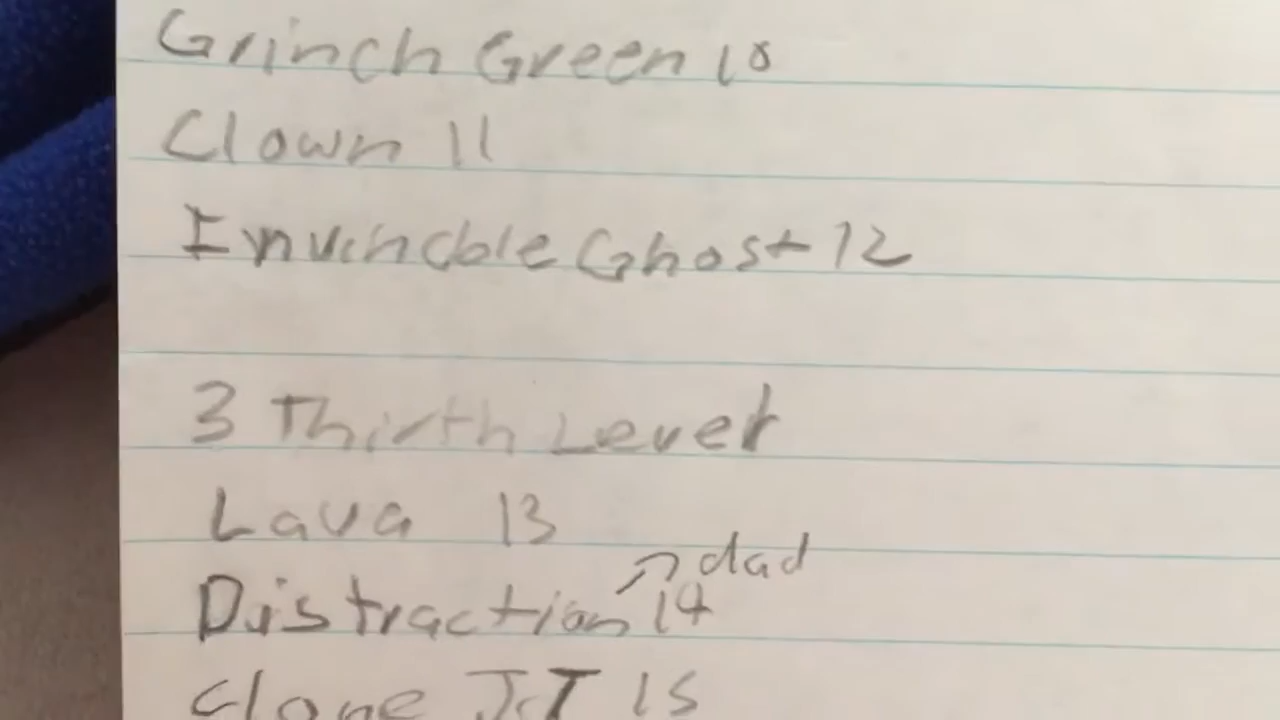 Grinch Green 10
Clown 11
Invincble Ghost 12
3 Thirth Level
Lava 13
dad
Distraction 14
Clone J.T 15